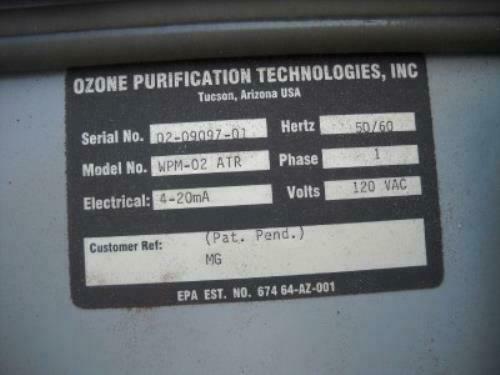 OZONE PURIFICATION TECHNOLOGIES, INC
Tucson, Arizona USA
Serial No. 02-09097-01 Hertz 50/60
Model No. WPM-02 ATR Phase 1
Electrical: 4-20mA Volts 120 VAC
Customer Ref: (Pat. Pend.)
MG
EPA EST. NO. 674 64-AZ-001